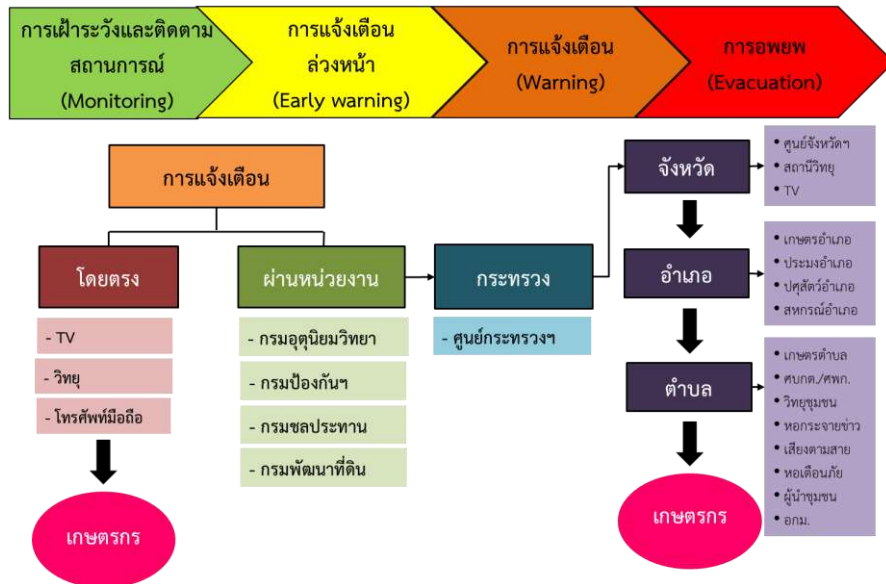 การเฝ้าระวังและติดตาม
สถานการณ์
(Monitoring)
การแจ้งเตือน
ล่วงหน้า
(Early warning)
การแจ้งเตือน
(Warning)
การอพยพ
(Evacuation)
การแจ้งเตือน
โดยตรง
- TV
- วิทยุ
- โทรศัพท์มือถือ
เกษตรกร
ผ่านหน่วยงาน
- กรมอุตุนิยมวิทยา
- กรมป้องกันฯ
- กรมชลประทาน
- กรมพัฒนาที่ดิน
กระทรวง
- ศูนย์กระทรวงฯ
จังหวัด
• ศูนย์จังหวัดฯ
• สถานีวิทยุ
• TV
อำเภอ
• เกษตรอำเภอ
• ประมงอำเภอ
• ปศุสัตว์อำเภอ
• สหกรณ์อำเภอ
ตำบล
• เกษตรตำบล
• ศบกต./ศพก.
• วิทยุชุมชน
• หอกระจายข่าว
• เสียงตามสาย
• หอเตือนภัย
• ผู้นำชุมชน
• อกม.
เกษตรกร